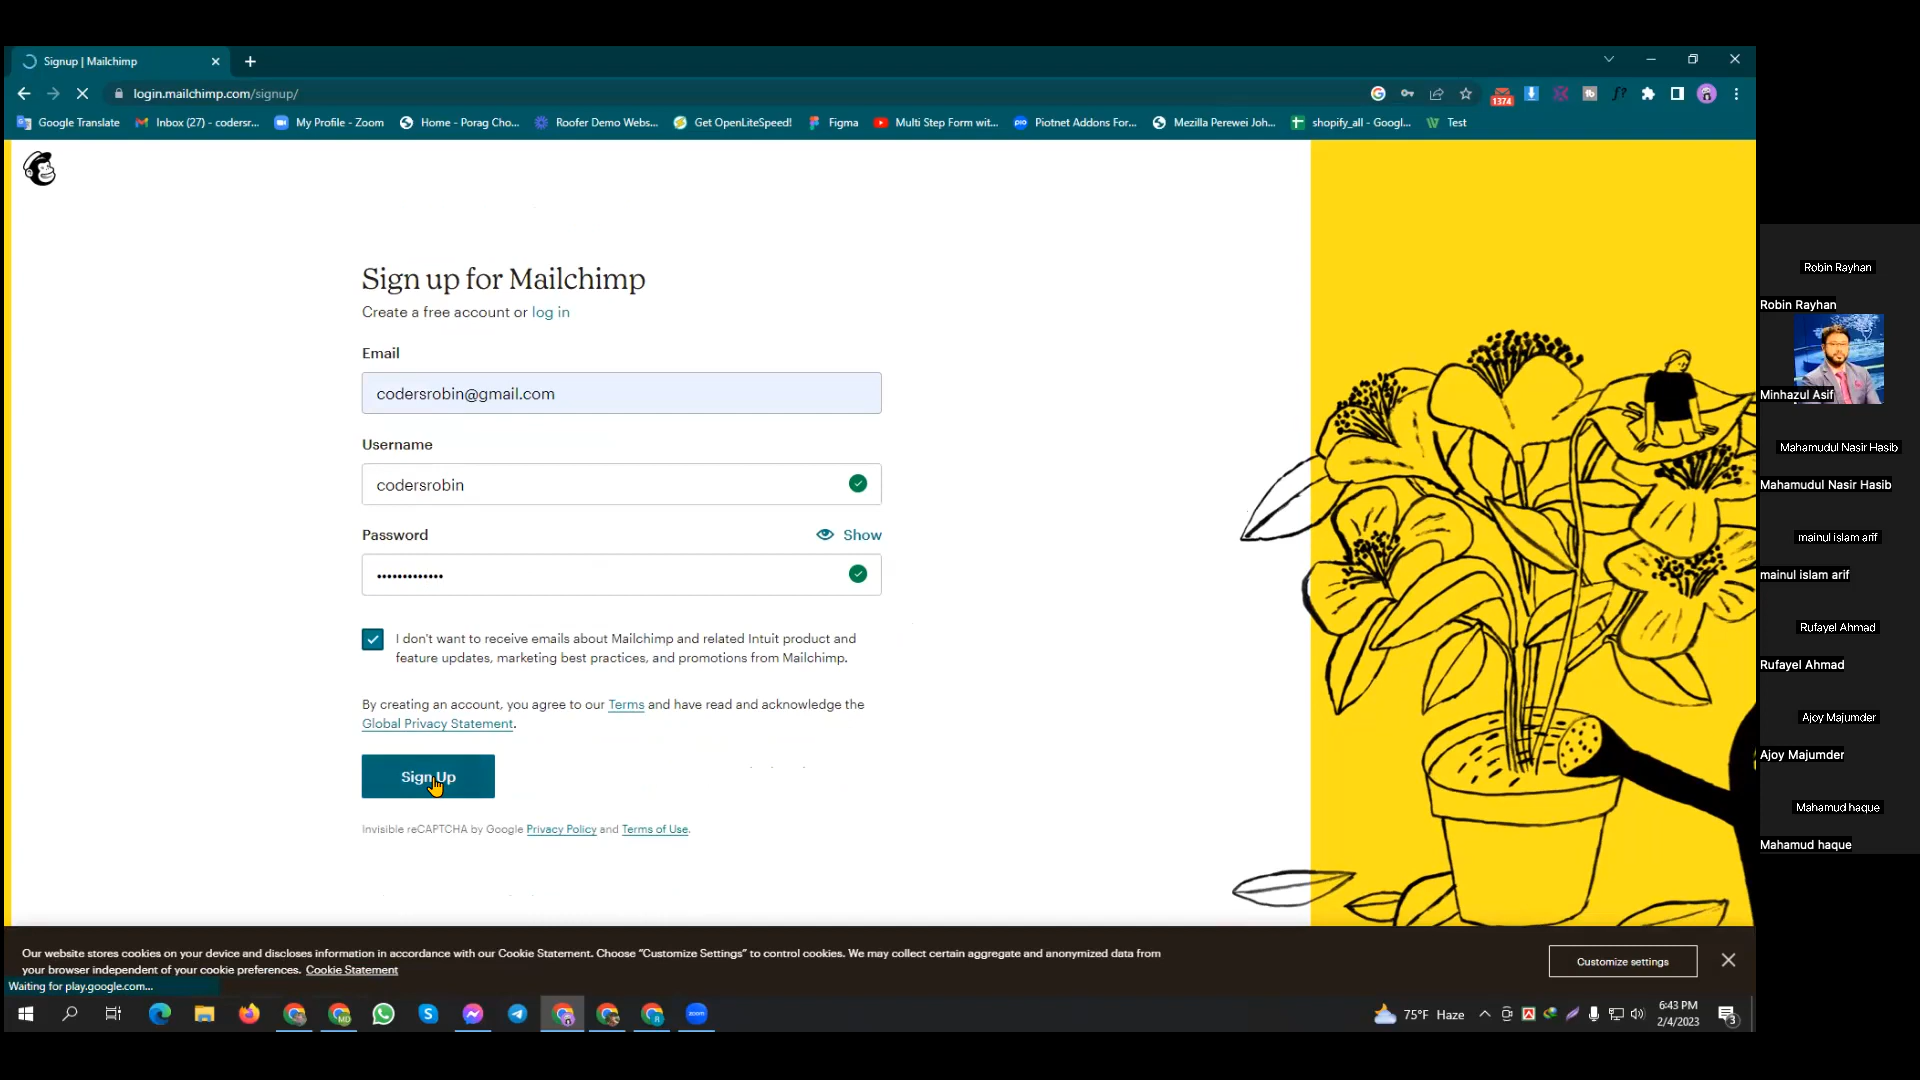 Signup | Mailchimp
login.mailchimp.com/signup/
1374
Google Translate
Inbox (27) - codersr...
My Profile - Zoom
Home - Porag Cho...
Roofer Demo Webs...
Get OpenLiteSpeed!
Figma
Multi Step Form wit...
Piotnet Addons For...
Mezilla Perewei Joh...
shopify_all - Googl...
Test
Sign up for Mailchimp
Create a free account or log in
Email
codersrobin@gmail.com
Username
codersrobin
Password
Show
•••••••••••••
I don't want to receive emails about Mailchimp and related Intuit product and
feature updates, marketing best practices, and promotions from Mailchimp.
By creating an account, you agree to our Terms and have read and acknowledge the
Global Privacy Statement.
Sign Up
Invisible reCAPTCHA by Google Privacy Policy and Terms of Use.
Our website stores cookies on your device and discloses information in accordance with our Cookie Statement. Choose “Customize Settings” to control cookies. We may collect certain aggregate and anonymized data from
your browser independent of your cookie preferences. Cookie Statement
Customize settings
Waiting for play.google.com...
75°F Haze
6:43 PM
2/4/2023
3
Robin Rayhan
Robin Rayhan
Minhazul Asif
Mahamudul Nasir Hasib
Mahamudul Nasir Hasib
mainul islam arif
mainul islam arif
Rufayel Ahmad
Rufayel Ahmad
Ajoy Majumder
Ajoy Majumder
Mahamud haque
Mahamud haque